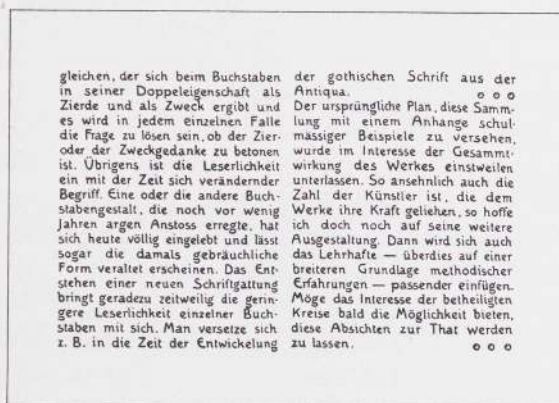 gleichen, der sich beim Buchstaben
in seiner Doppeleigenschaft als
Zierde und als Zweck ergibt und
es wird in jedem einzelnen Falle
die Frage zu lösen sein, ob der Zier-
oder der Zweckgedanke zu betonen
ist. Übrigens ist die Leserlichkeit
ein mit der Zeit sich verändernder
Begriff. Eine oder die andere Buch-
stabengestalt, die noch vor wenig
Jahren argen Anstoss erregte, hat
sich heute völlig eingelebt und lässt
sogar die damals gebräuchliche
Form veraltet erscheinen. Das Ent-
stehen einer neuen Schriftgattung
bringt geradezu zeitweilig die gerin-
gere Leserlichkeit einzelner Buch-
staben mit sich. Man versetze sich
z. B. in die Zeit der Entwickelung
der gothischen Schrift aus der
Antiqua. o o o
Der ursprüngliche Plan, diese Samm-
lung mit einem Anhange schul-
mässiger Beispiele zu versehen,
wurde im Interesse der Gesammt-
wirkung des Werkes einstweilen
unterlassen. So ansehnlich auch die
Zahl der Künstler ist, die dem
Werke ihre Kraft geliehen, so hoffe
ich doch noch auf seine weitere
Ausgestaltung. Dann wird sich auch
das Lehrhafte — überdies auf einer
breiteren Grundlage methodischer
Erfahrungen — passender einfügen.
Möge das Interesse der betheiligten
Kreise bald die Möglichkeit bieten,
diese Absichten zur That werden
zu lassen. o o o